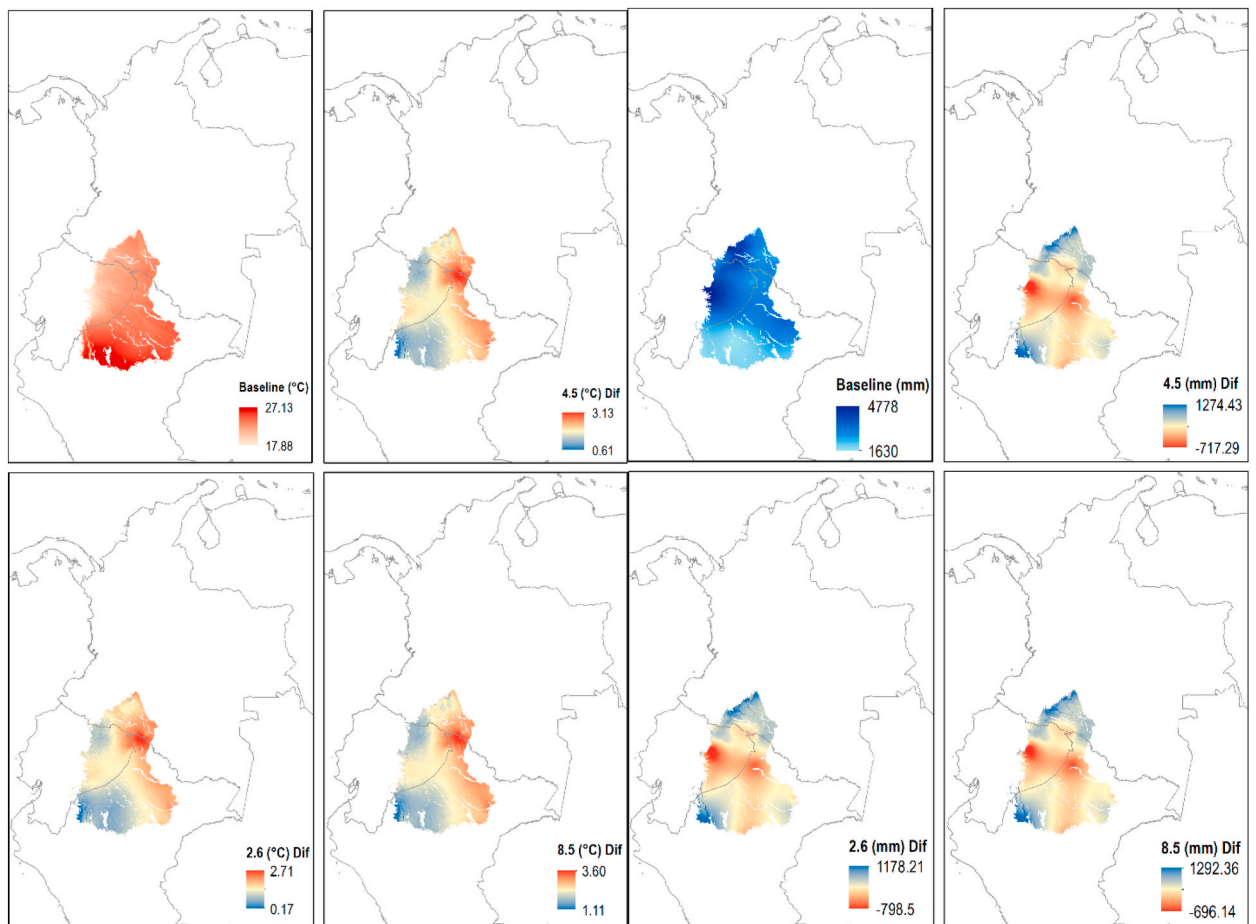 Baseline (°C)
27.13
17.88
4.5 (°C) Dif
3.13
0.61
Baseline (mm)
4778
1630
4.5 (mm) Dif
1274.43
-717.29
2.6 (°C) Dif
2.71
0.17
8.5 (°C) Dif
3.60
1.11
2.6 (mm) Dif
1178.21
-798.5
8.5 (mm) Dif
1292.36
-696.14